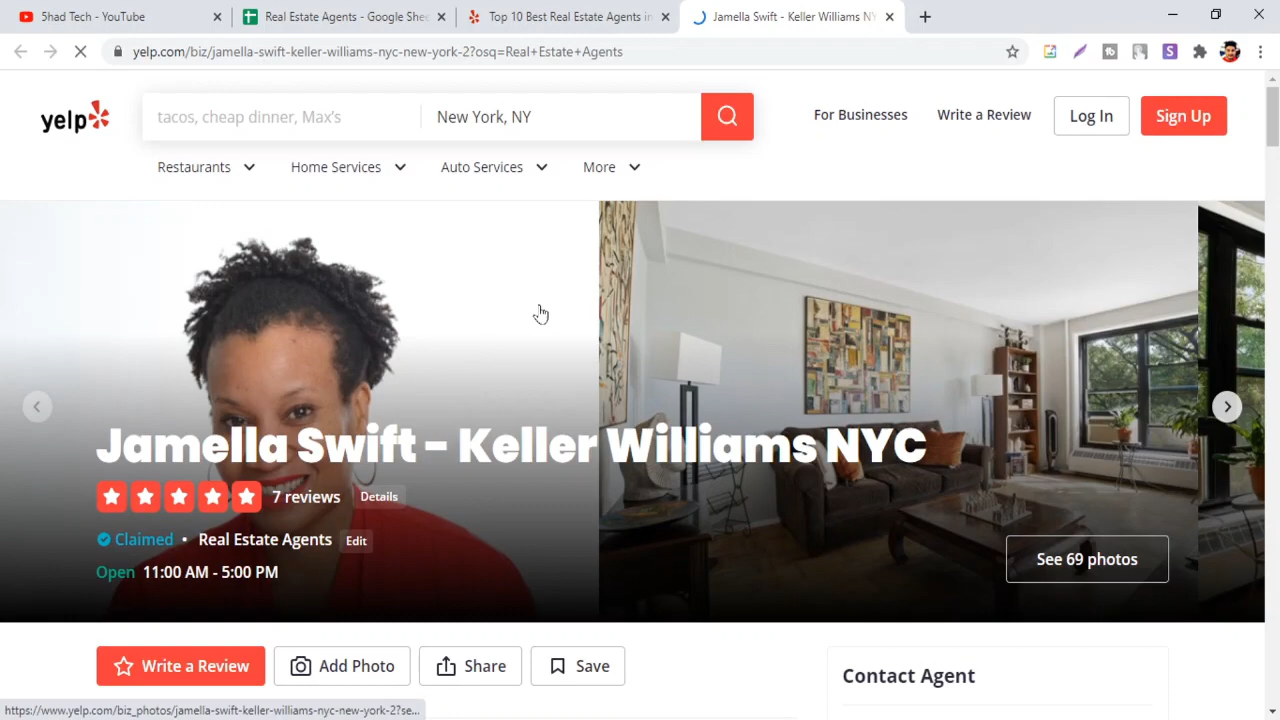 5had Tech - YouTube
Real Estate Agents - Google Shee
Top 10 Best Real Estate Agents in
Jamella Swift - Keller Williams NY
yelp.com/biz/jamella-swift-keller-williams-nyc-new-york-2?osq=Real+Estate+Agents
S
yelp
tacos, cheap dinner, Max's
New York, NY
For Businesses
Write a Review
Log In
Sign Up
Restaurants
Home Services
Auto Services
More
Jamella Swift - Keller Williams NYC
7 reviews
Details
Claimed • Real Estate Agents
Edit
Open 11:00 AM - 5:00 PM
See 69 photos
Write a Review
Add Photo
Share
Save
Contact Agent
https://www.yelp.com/biz_photos/jamella-swift-keller-williams-nyc-new-york-2?se...